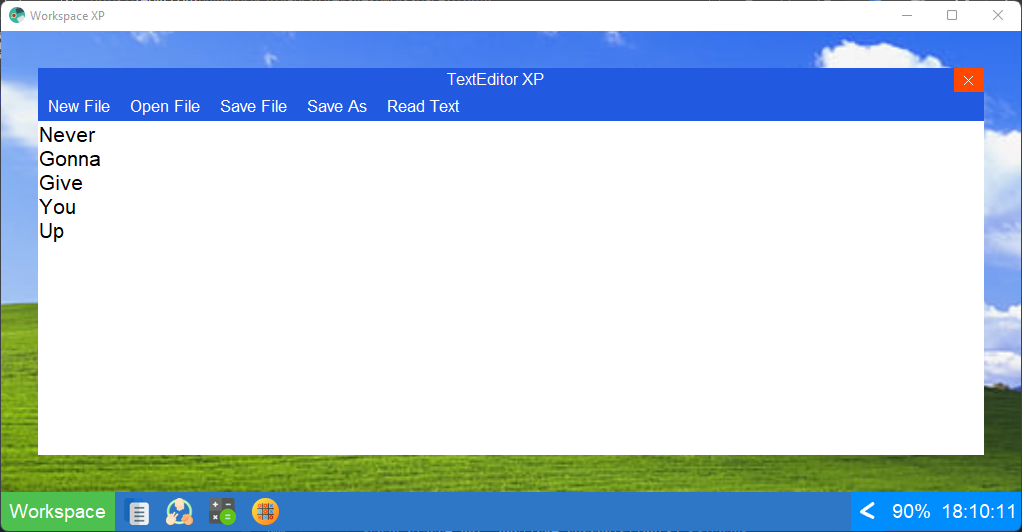 Workspace XP
TextEditor XP
New File Open File Save File Save As Read Text
Never
Gonna
Give
You
Up
Workspace 90% 18:10:11